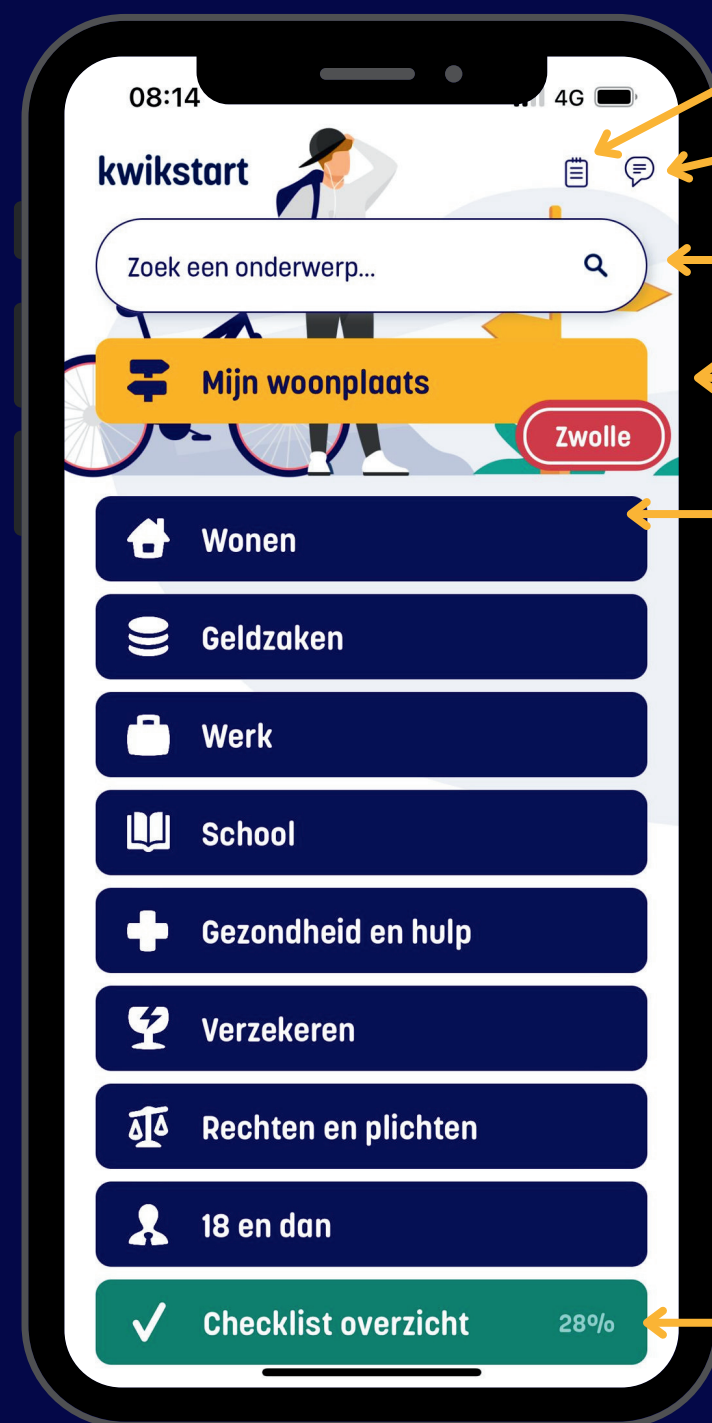 08:14
4G
kwikstart
Zoek een onderwerp...
Mijn woonplaats
Zwolle
Wonen
Geldzaken
Werk
School
Gezondheid en hulp
Verzekeren
Rechten en plichten
18 en dan
Checklist overzicht 28%